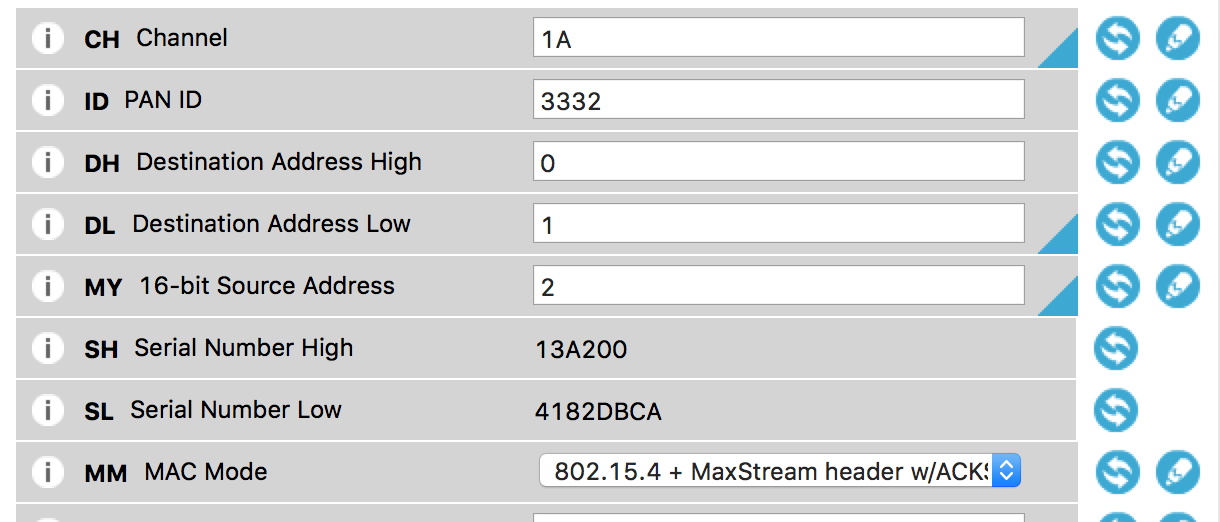 CH Channel 1A
ID PAN ID 3332
DH Destination Address High 0
DL Destination Address Low 1
MY 16-bit Source Address 2
SH Serial Number High 13A200
SL Serial Number Low 4182DBCA
MM MAC Mode 802.15.4 + MaxStream header w/ACKS